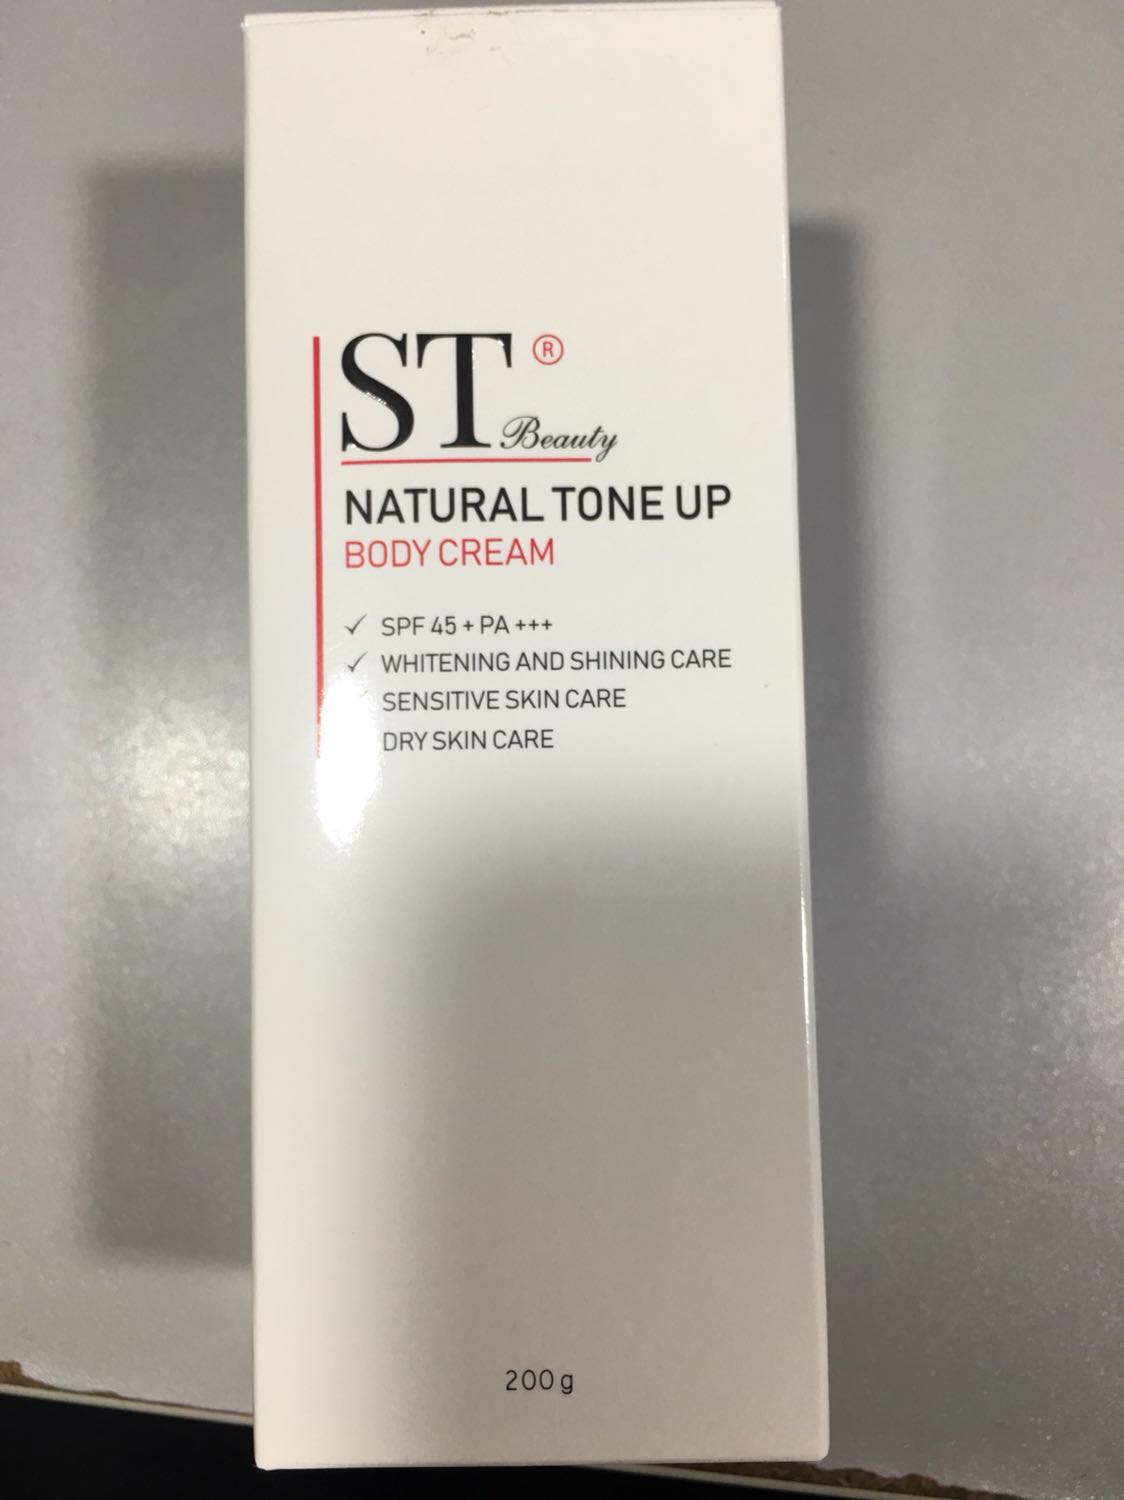 ST ®
Beauty
NATURAL TONE UP
BODY CREAM
✓ SPF 45 + PA +++
✓ WHITENING AND SHINING CARE
✓ SENSITIVE SKIN CARE
DRY SKIN CARE
200 g